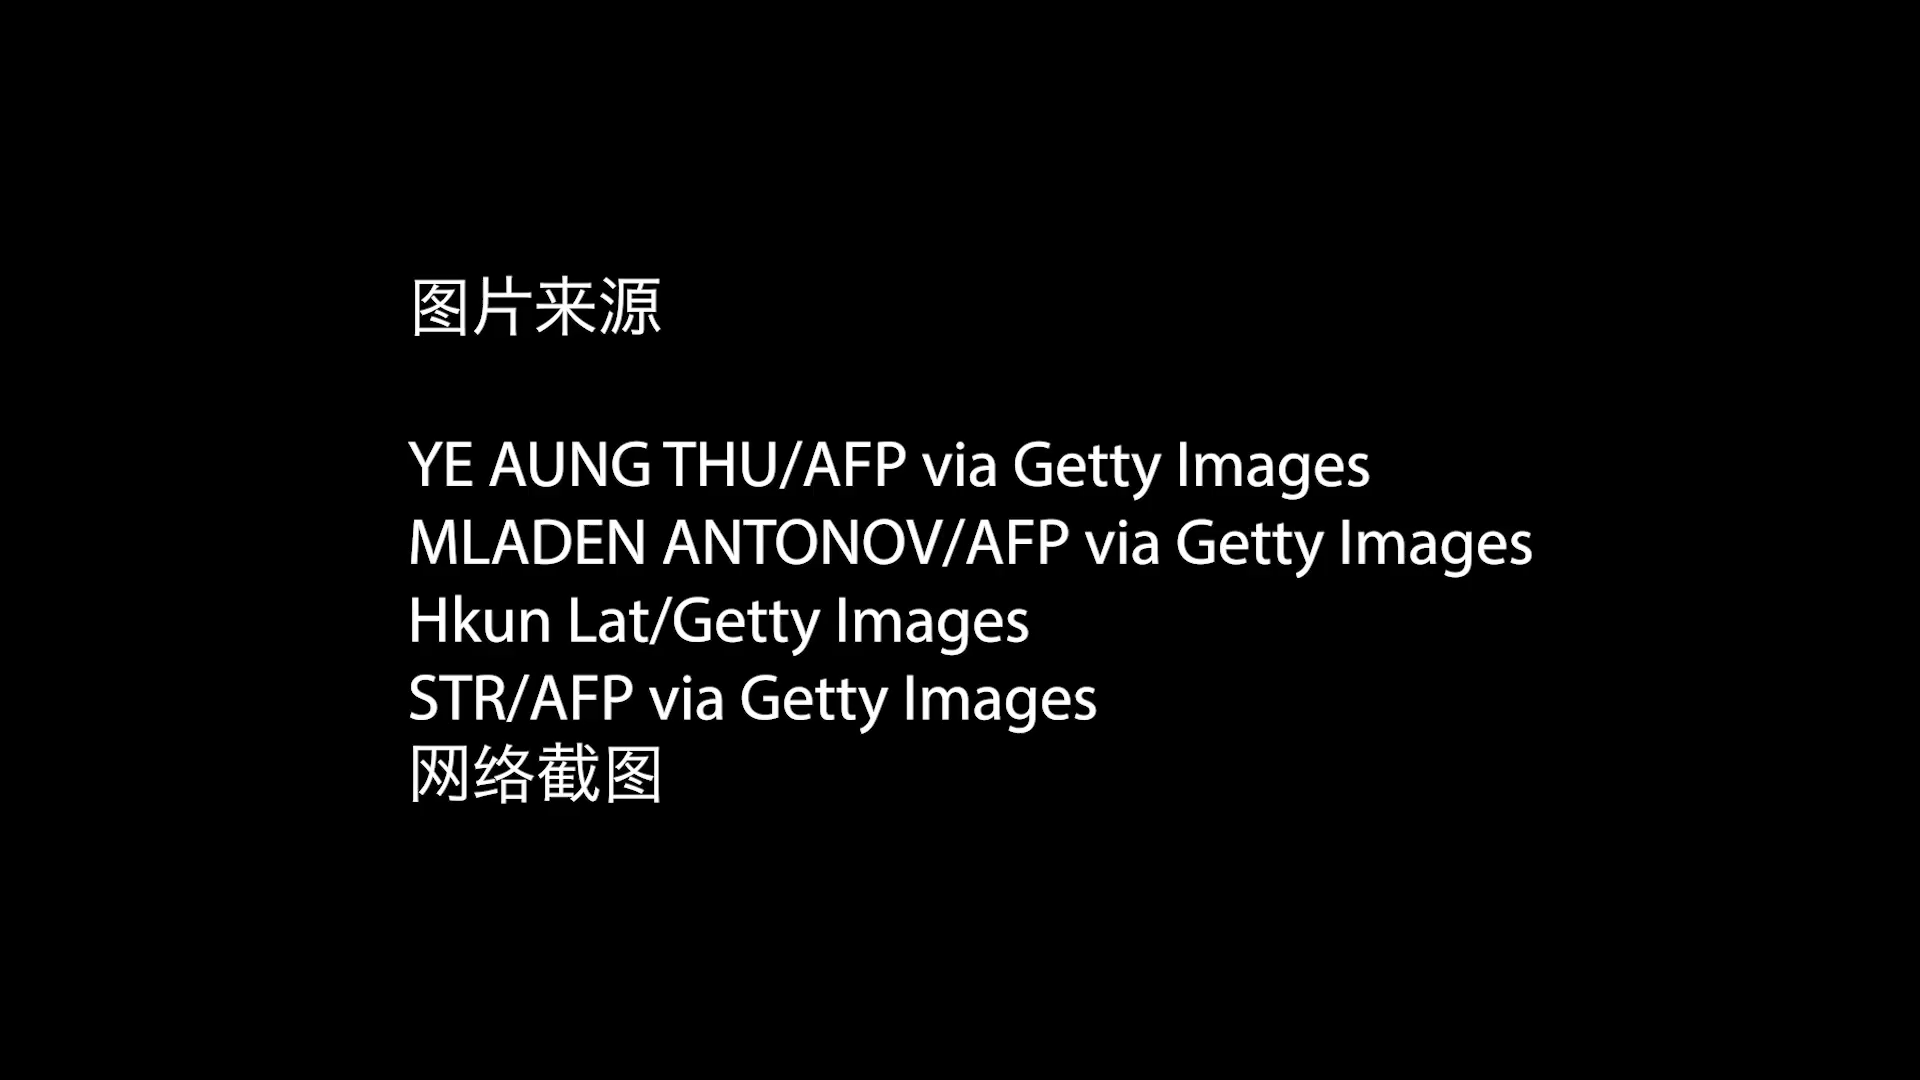 图片来源
YE AUNG THU/AFP via Getty Images
MLADEN ANTONOV/AFP via Getty Images
Hkun Lat/Getty Images
STR/AFP via Getty Images
网络截图